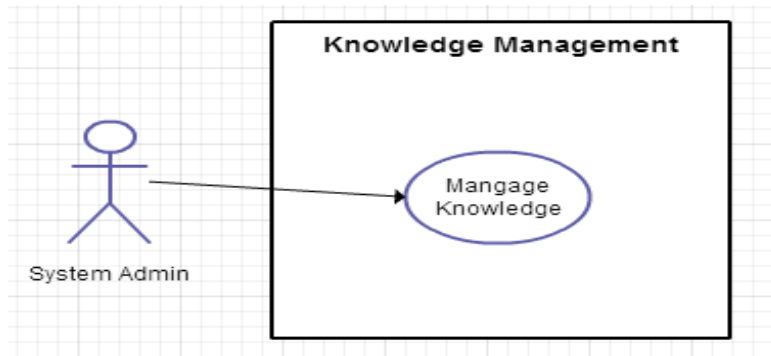 Knowledge Management
Mangage
Knowledge
System Admin